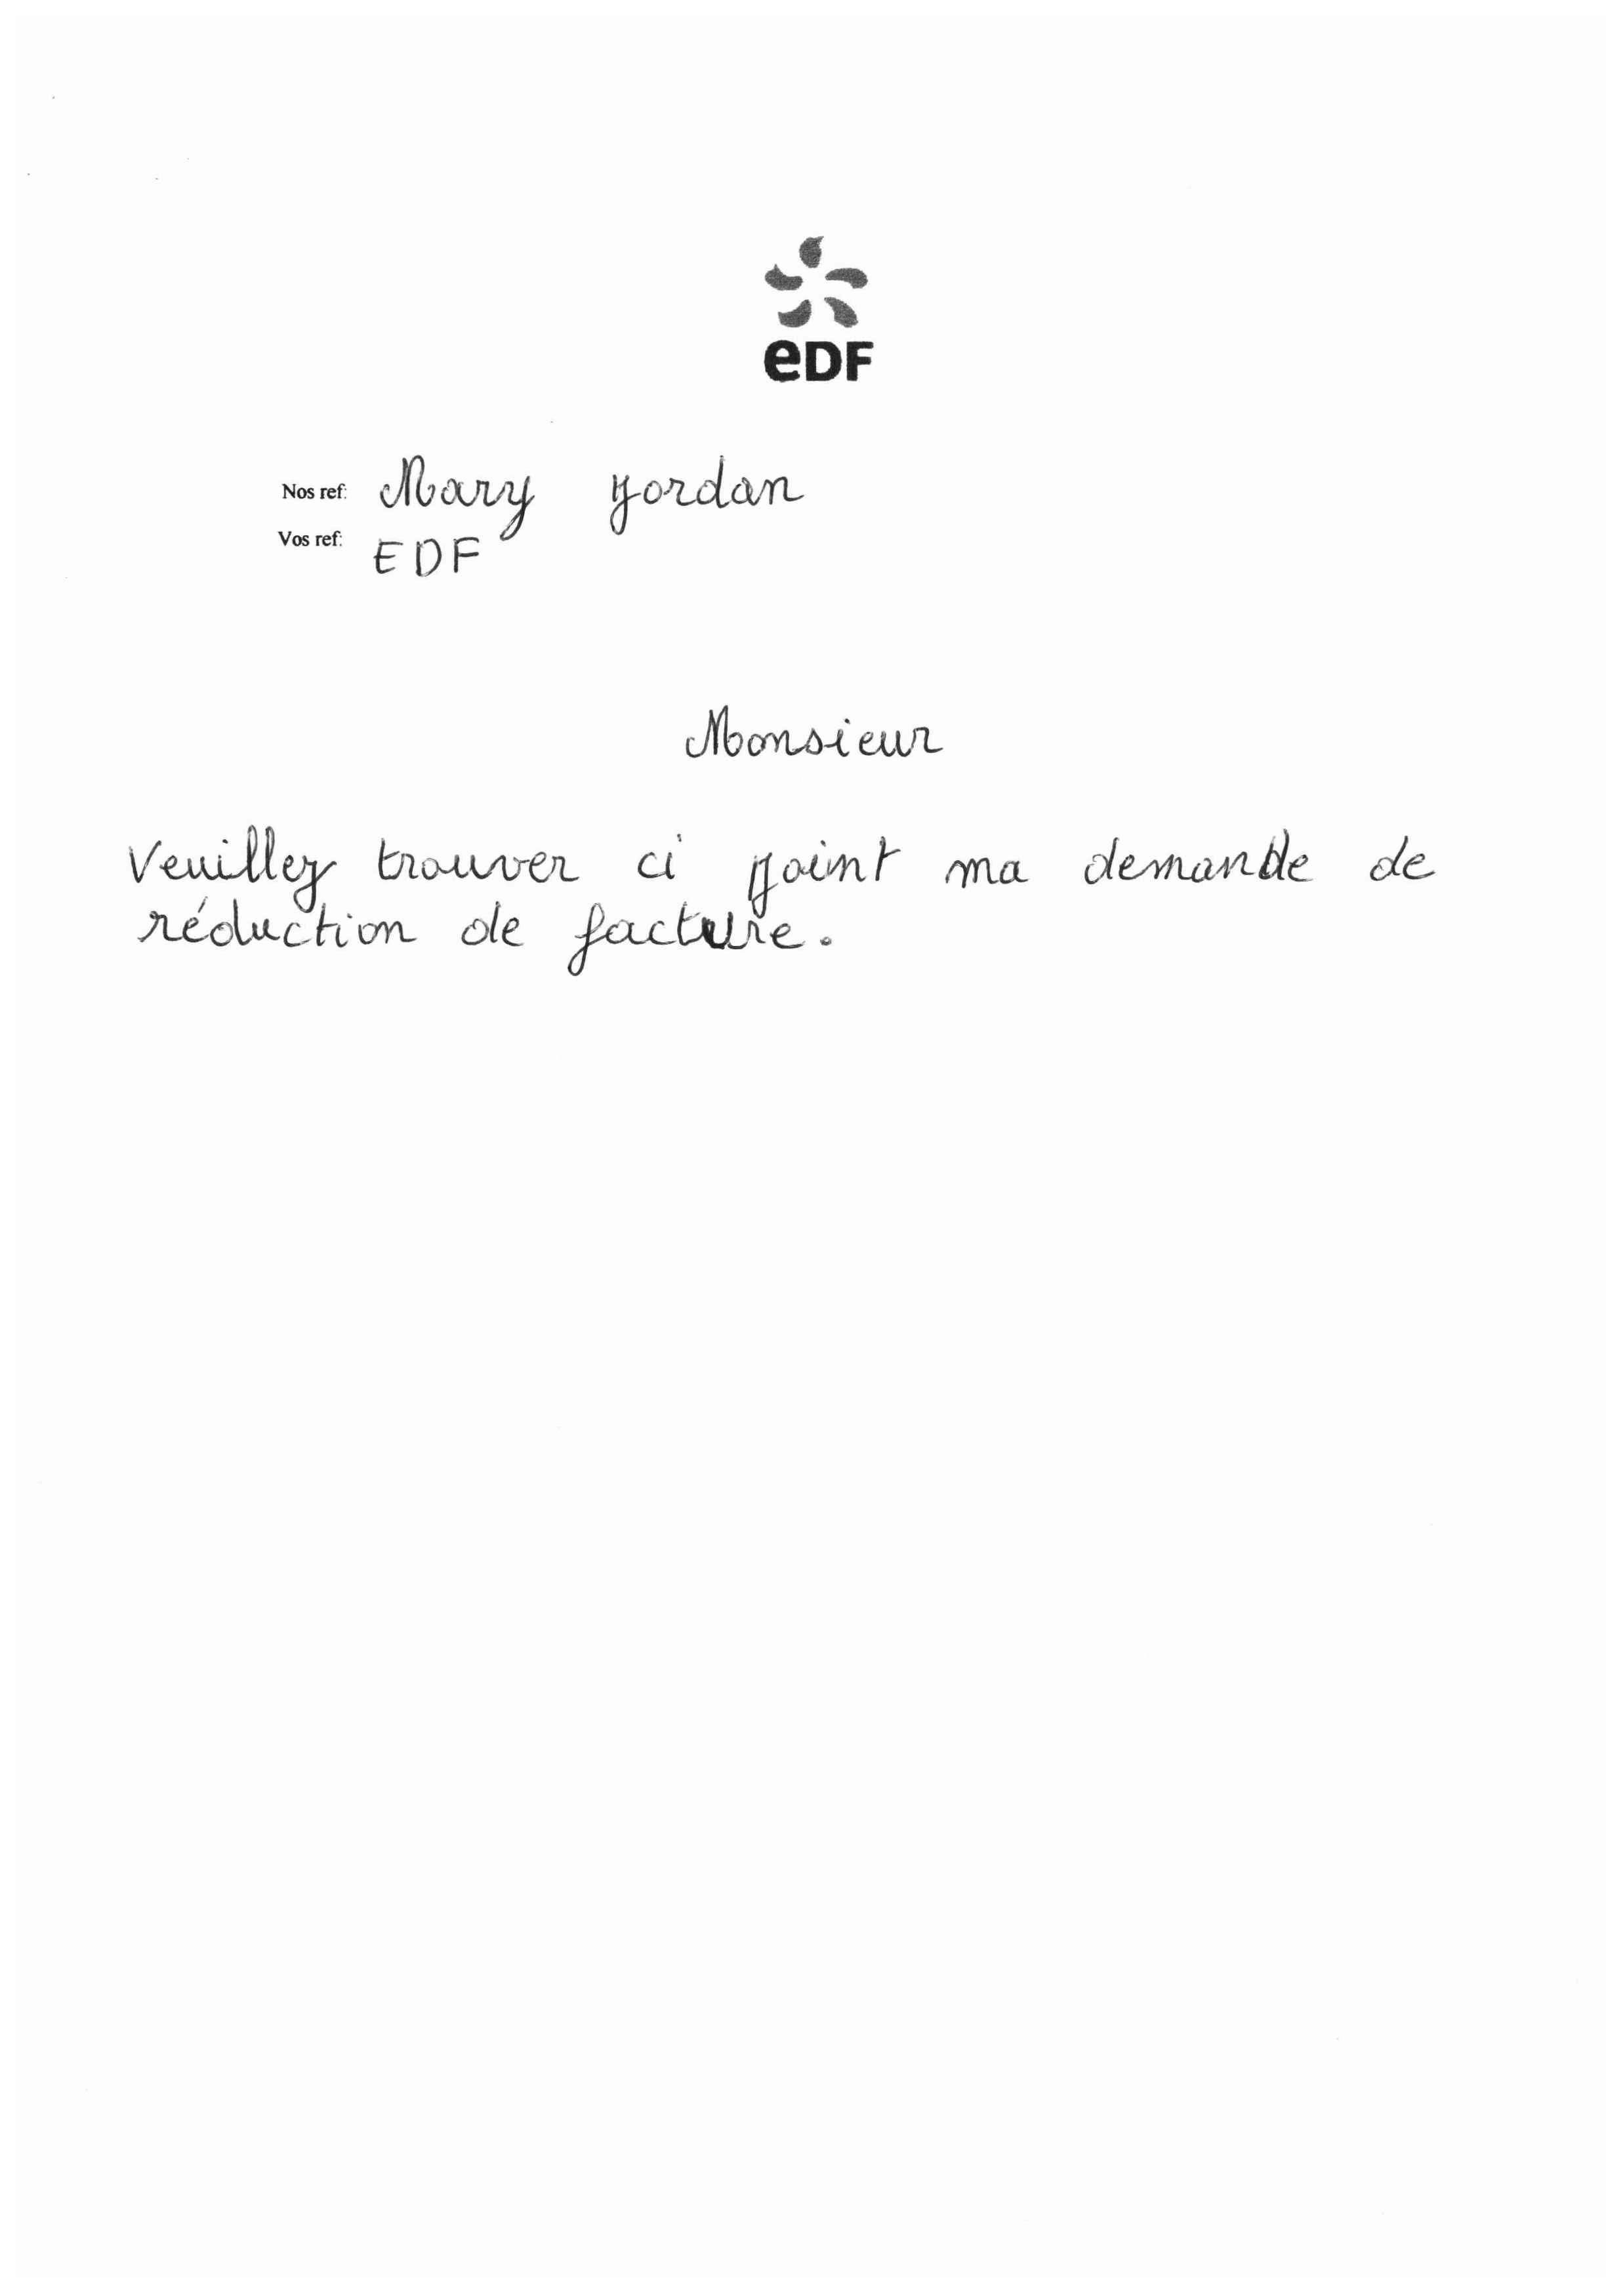 eDF
Nos ref: Mary Jordan
Vos ref: EDF
Monsieur
Veuillez trouver ci joint ma demande de
réduction de facture.